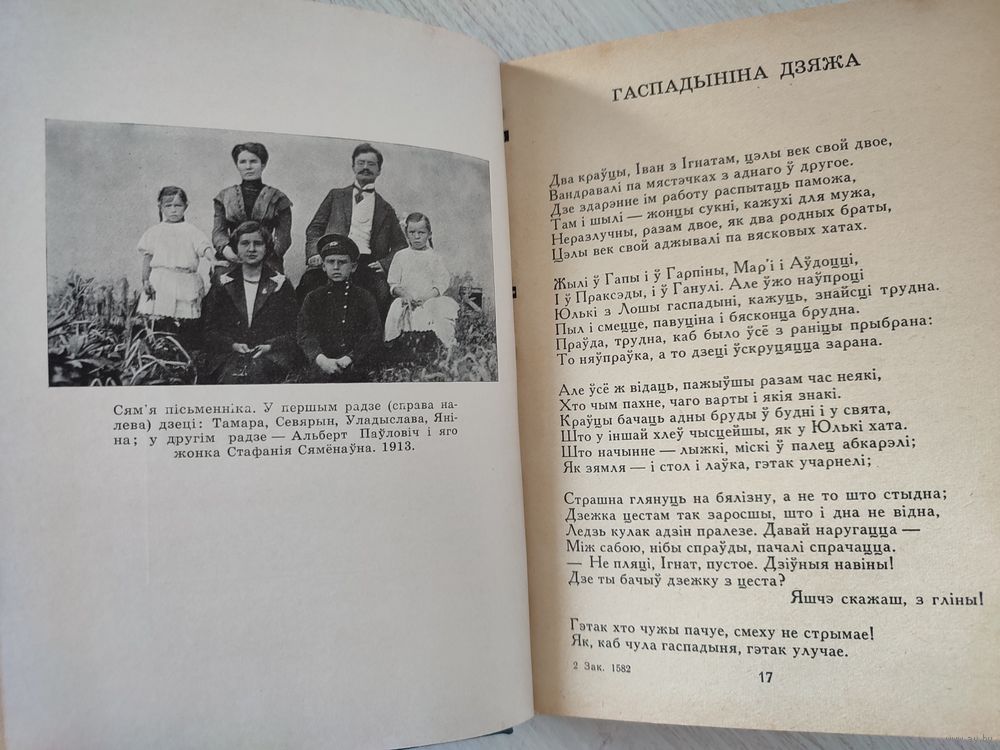 Сям'я пісьменніка. У першым радзе (справа на-
лева) дзеці: Тамара, Севярын, Уладыслава, Яні-
на; у другім радзе — Альберт Паўловіч і яго
жонка Стафанія Сямёнаўна. 1913.
ГАСПАДЫНІНА ДЗЯЖА
Два краўцы, Іван з Ігнатам, цэлы век свой двое,
Вандравалі па мястэчках з аднаго ў другое.
Дзе здарэние ім работу распытаць паможа,
Там і шылі — жонцы сукні, кажухі для мужа,
Неразлучны, разам двое, як два родных браты,
Цэлы век свой аджывалі па вясковых хатах.
Жылі ў Гапы і ў Гарпіны, Мар'і і Аўдоцці,
І ў Праксэды, і ў Ганулі. Але ўжо наўпроці
Юлькі з Лошы гаспадыні, кажуць, знайсці трудна.
Пыл і смецце, павуціна і бясконца брудна.
Праўда, трудна, каб было ўсё з раніцы прыбрана:
То няўпраўка, а то дзеці ўскруцяцца зарана.
Але ўсё ж відаць, пажыўшы разам час неякі,
Хто чым пахне, чаго варты і якія знакі.
Краўцы бачаць адны бруды ў будні і у свята,
Што у іншай хлеў чысцейшы, як у Юлькі хата.
Што начынне — лыжкі, міскі ў палец абкарэлі;
Як зямля — і стол і лаўка, гэтак учарнелі;
Страшна глянуць на бялізну, а не то што стыдна;
Дзежка цестам так заросшы, што і дна не відна,
Ледзь кулак адзін пралезе. Давай наругацца —
Між сабою, нібы спраўды, пачалі спрачацца.
— Не пляці, Ігнат, пустое. Дзіўныя навіны!
Дзе ты бачыў дзежку з цеста?
Яшчэ скажаш, з гліны!
Гэтак хто чужы пачуе, смеху не стрымае!
Як, каб чула гаспадыня, гэтак улучае.
2 Зак. 1582
17
www.ay.by